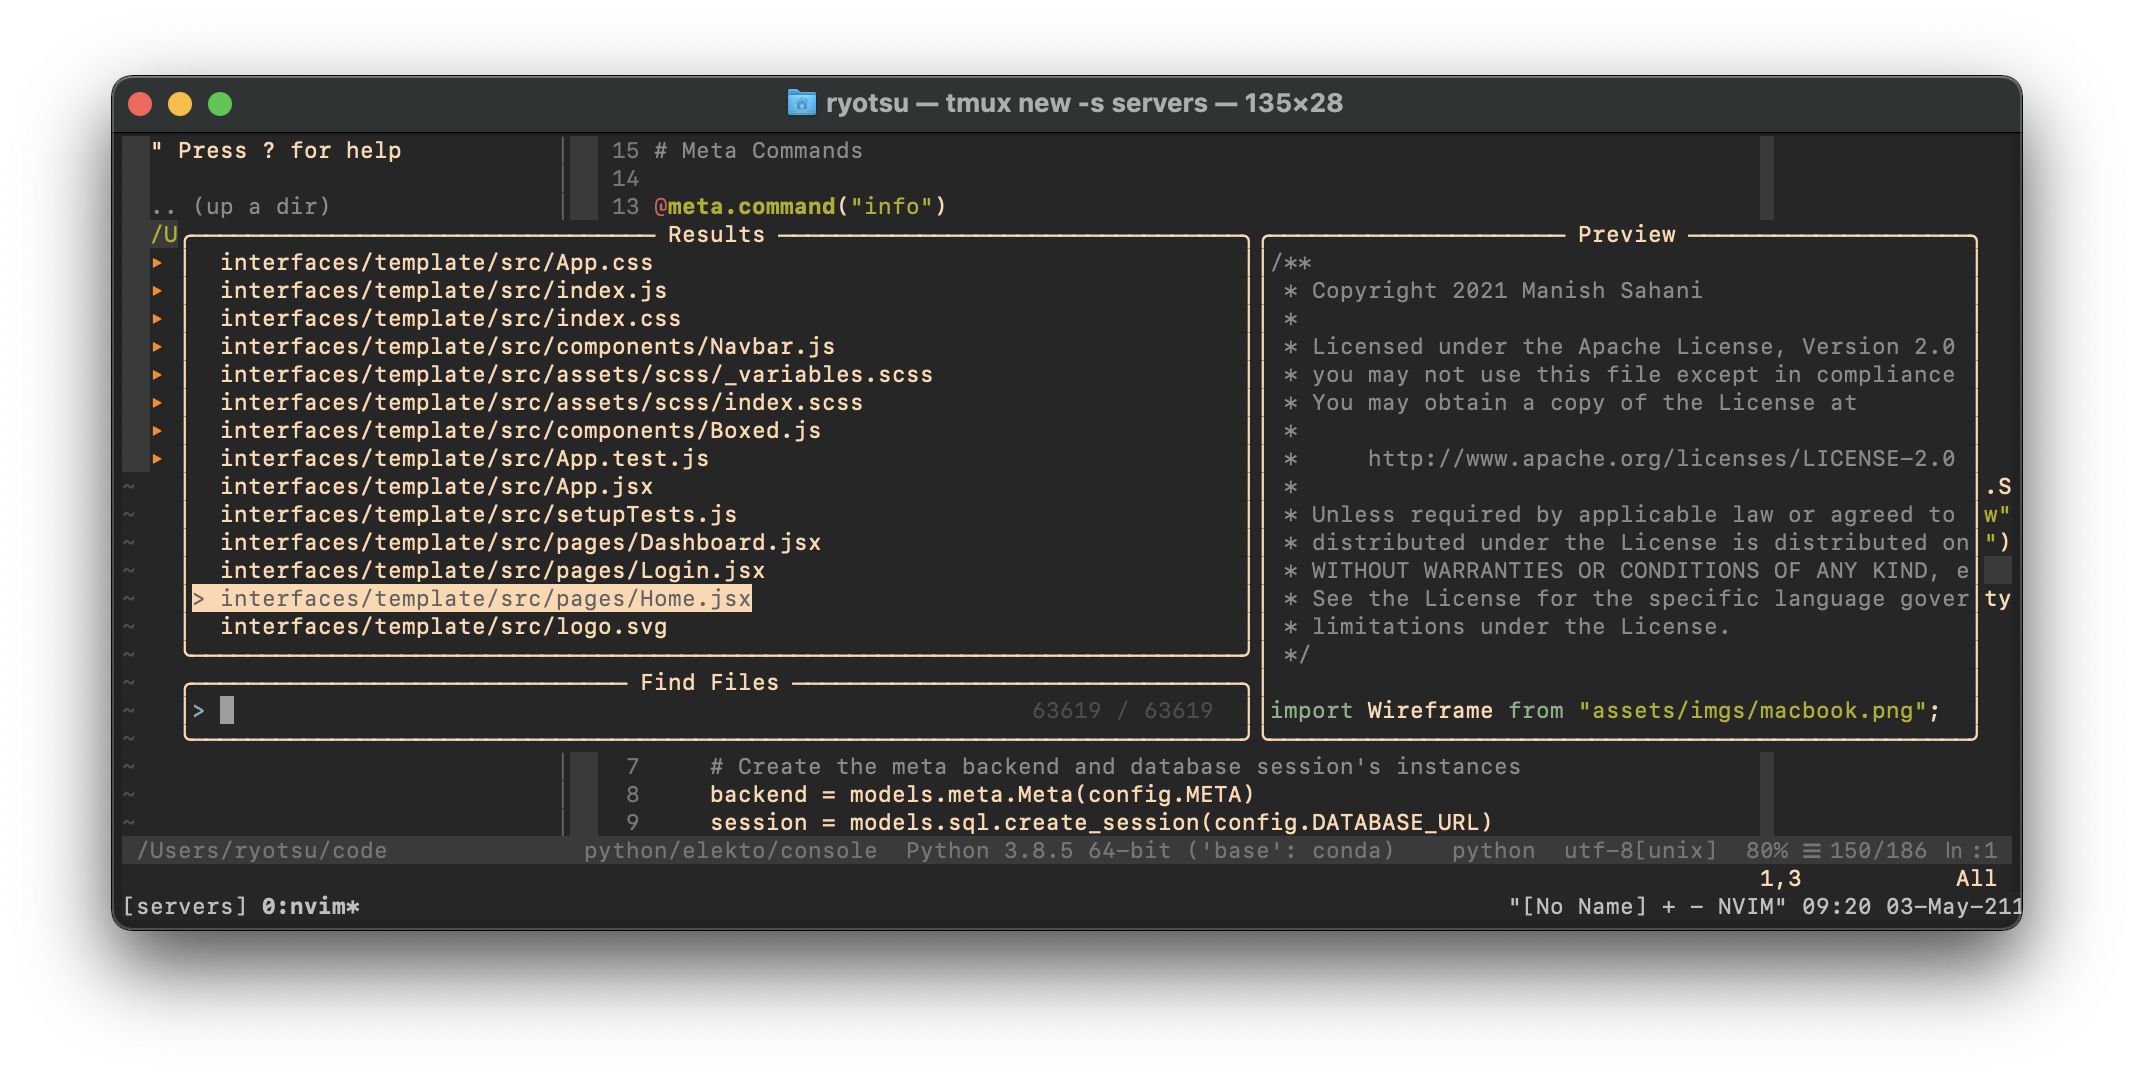 ryotsu — tmux new -s servers — 135×28
" Press ? for help
15 # Meta Commands
14
.. (up a dir)
13 @meta.command("info")
/U
Results
interfaces/template/src/App.css
interfaces/template/src/index.js
interfaces/template/src/index.css
interfaces/template/src/components/Navbar.js
interfaces/template/src/assets/scss/_variables.scss
interfaces/template/src/assets/scss/index.scss
interfaces/template/src/components/Boxed.js
interfaces/template/src/App.test.js
interfaces/template/src/App.jsx
interfaces/template/src/setupTests.js
interfaces/template/src/pages/Dashboard.jsx
interfaces/template/src/pages/Login.jsx
> interfaces/template/src/pages/Home.jsx
interfaces/template/src/logo.svg
Find Files
> 63619 / 63619
Preview
/**
* Copyright 2021 Manish Sahani
*
* Licensed under the Apache License, Version 2.0
* you may not use this file except in compliance
* You may obtain a copy of the License at
*
* http://www.apache.org/licenses/LICENSE-2.0
*
* Unless required by applicable law or agreed to
* distributed under the License is distributed on
* WITHOUT WARRANTIES OR CONDITIONS OF ANY KIND, e
* See the License for the specific language gover
* limitations under the License.
*/
import Wireframe from "assets/imgs/macbook.png";
.S
w"
")
ty
~
~
~
~
~
~
~
~
~
~
~
~
~
7 # Create the meta backend and database session's instances
8 backend = models.meta.Meta(config.META)
9 session = models.sql.create_session(config.DATABASE_URL)
/Users/ryotsu/code python/elekto/console Python 3.8.5 64-bit ('base': conda) python utf-8[unix] 80% ☰ 150/186 ln :1
1,3 All
[servers] 0:nvim* "[No Name] + - NVIM" 09:20 03-May-211